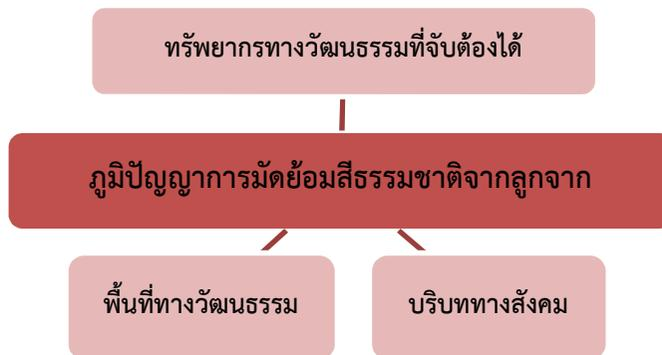 ทรัพยากรทางวัฒนธรรมที่จับต้องได้
ภูมิปัญญาการมัดย้อมสีธรรมชาติจากลูกจาก
พื้นที่ทางวัฒนธรรม
บริบททางสังคม